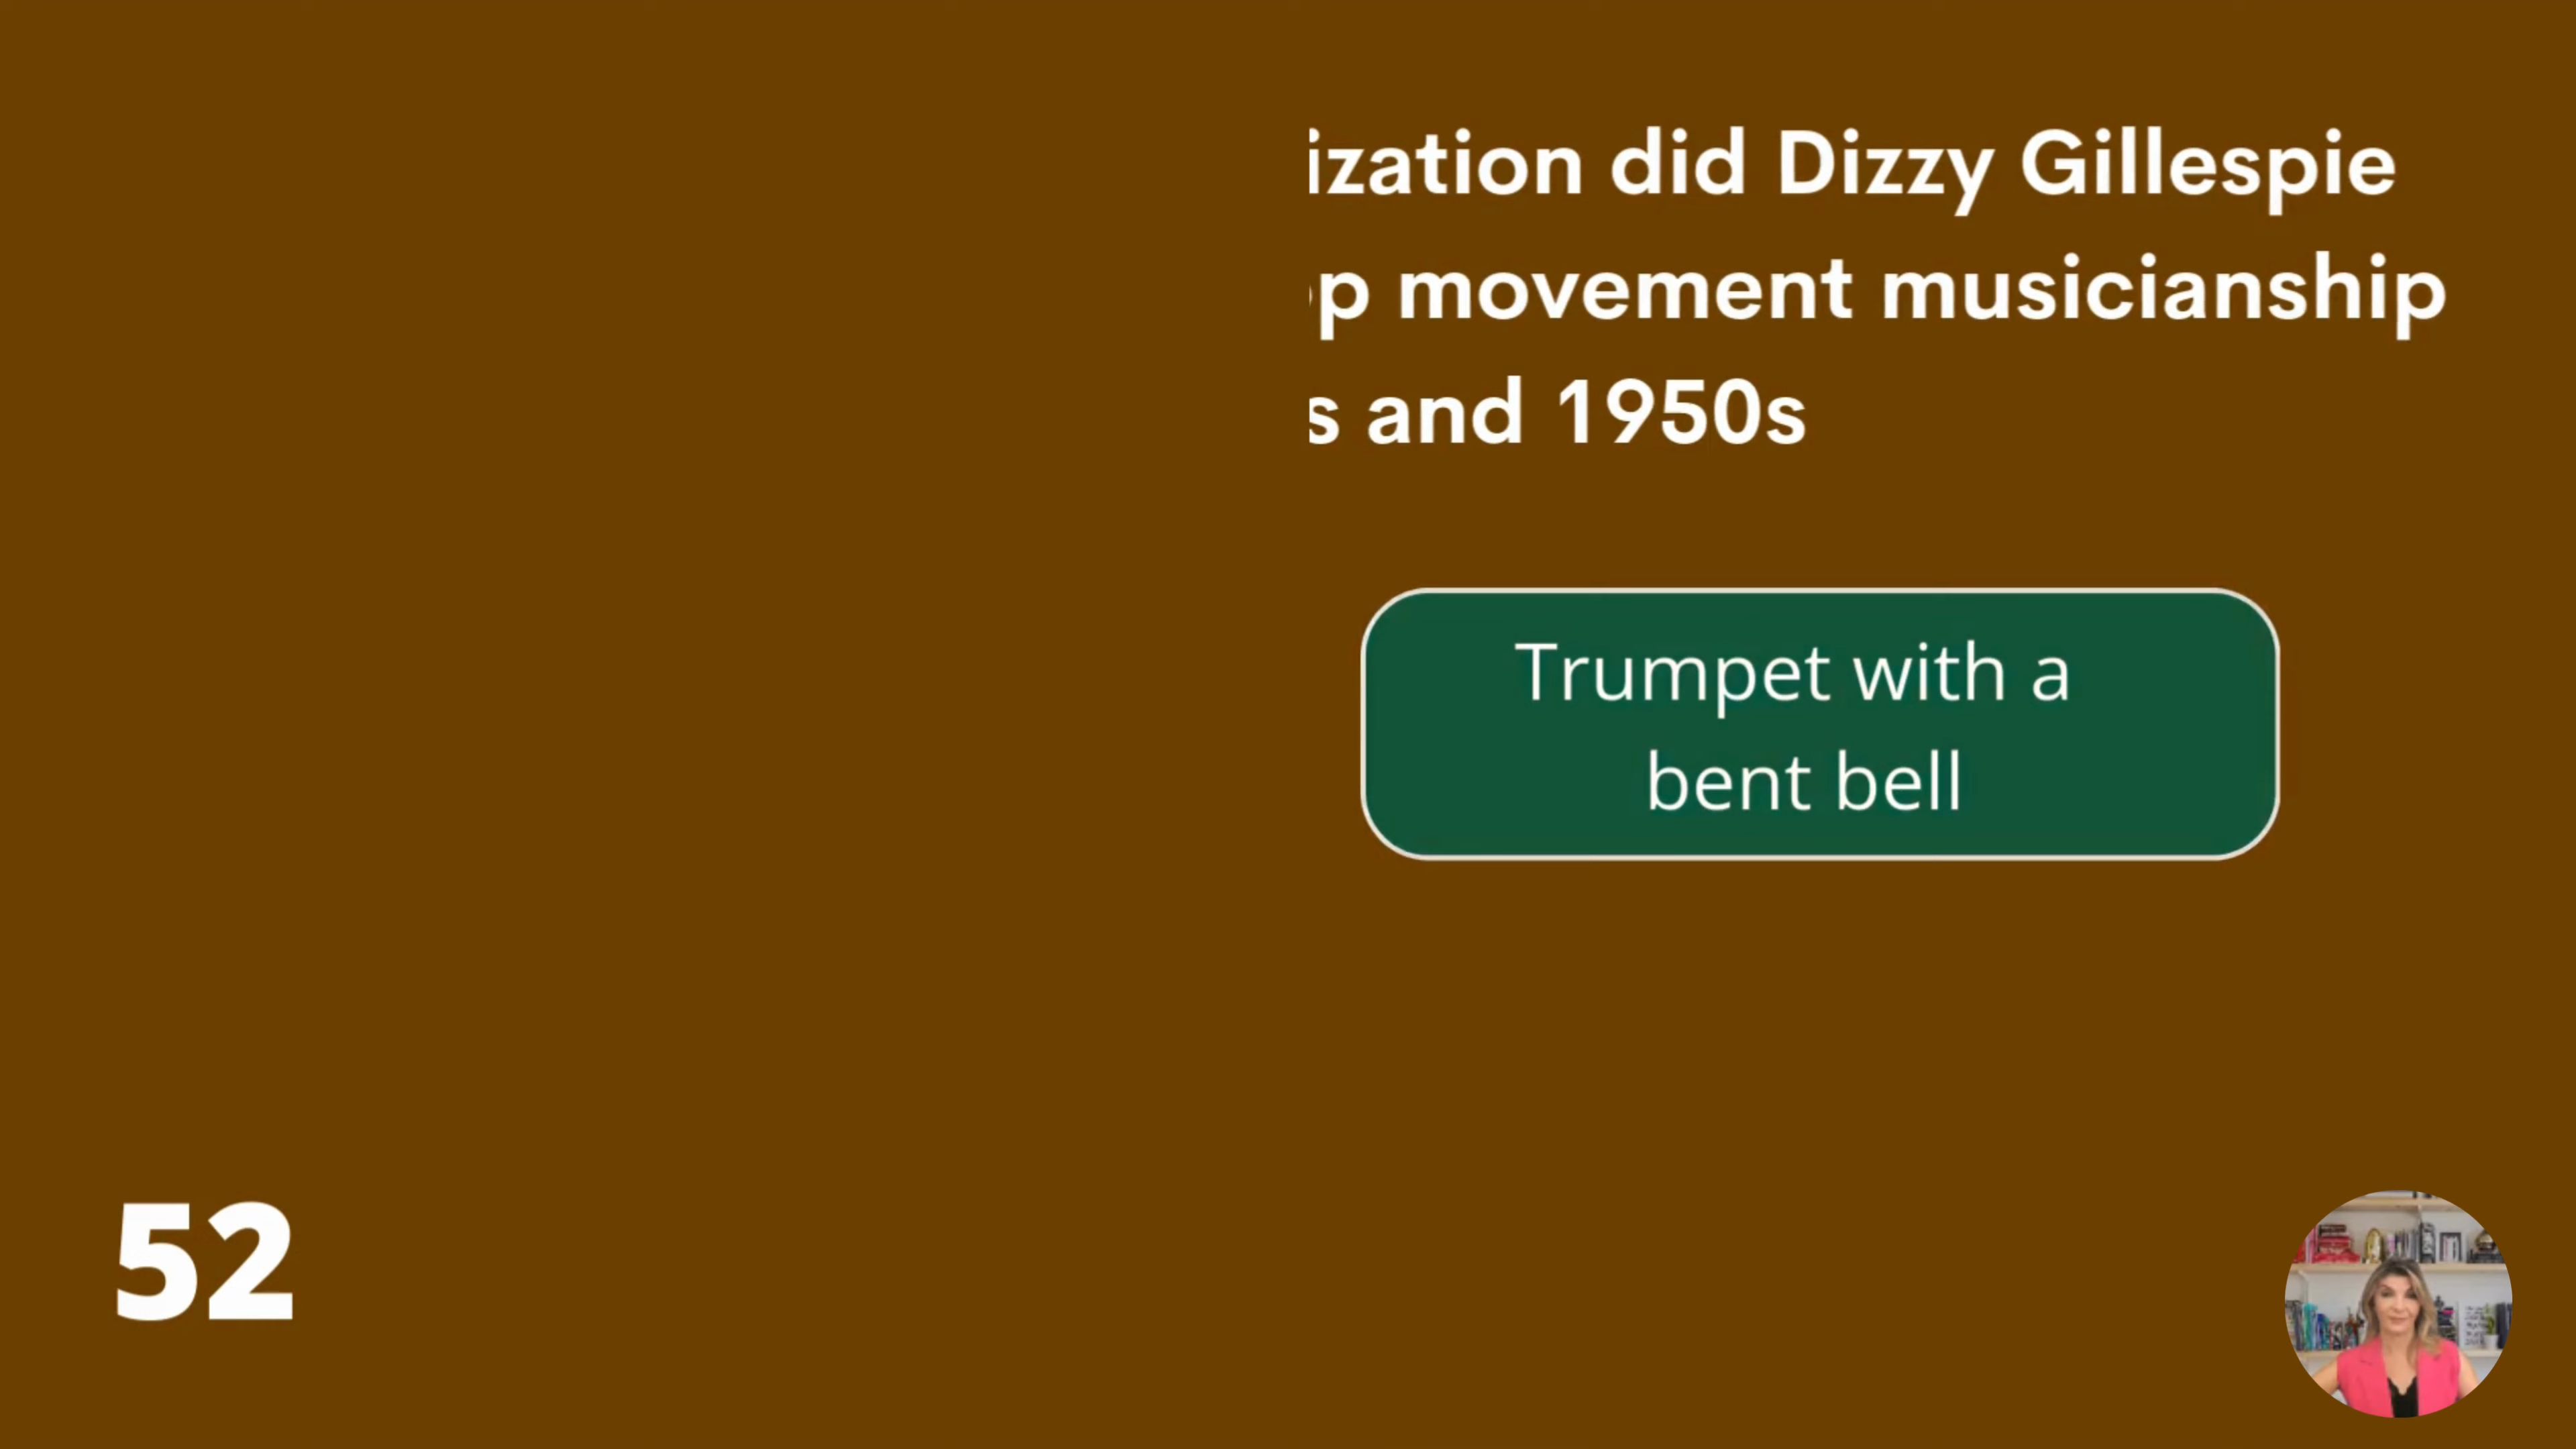 ization did Dizzy Gillespie
p movement musicianship
s and 1950s
Trumpet with a
bent bell
52